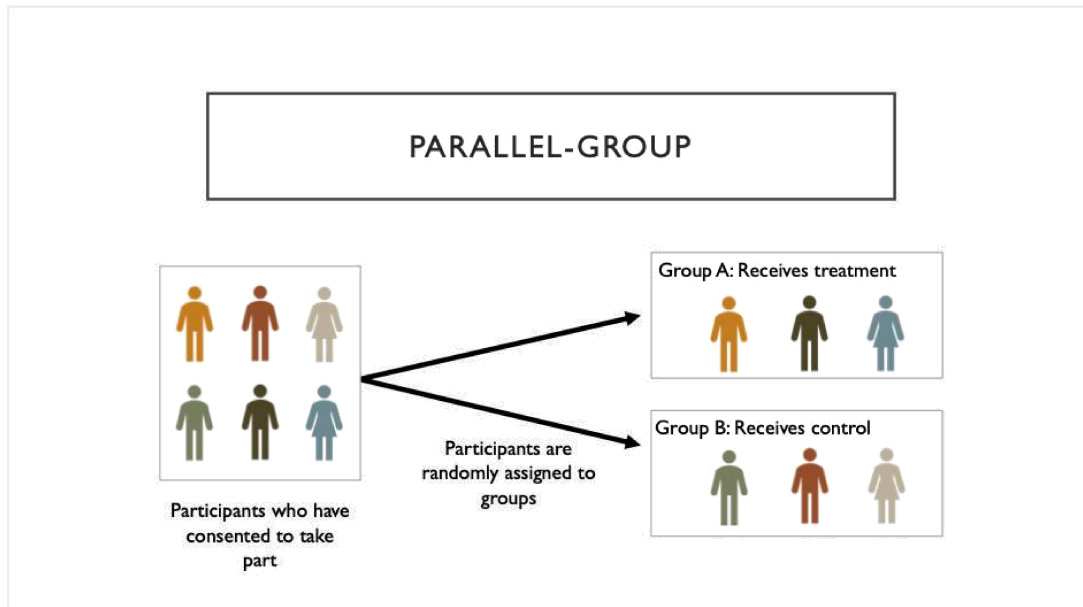 PARALLEL-GROUP
Participants who have
consented to take
part
Participants are
randomly assigned to
groups
Group A: Receives treatment
Group B: Receives control